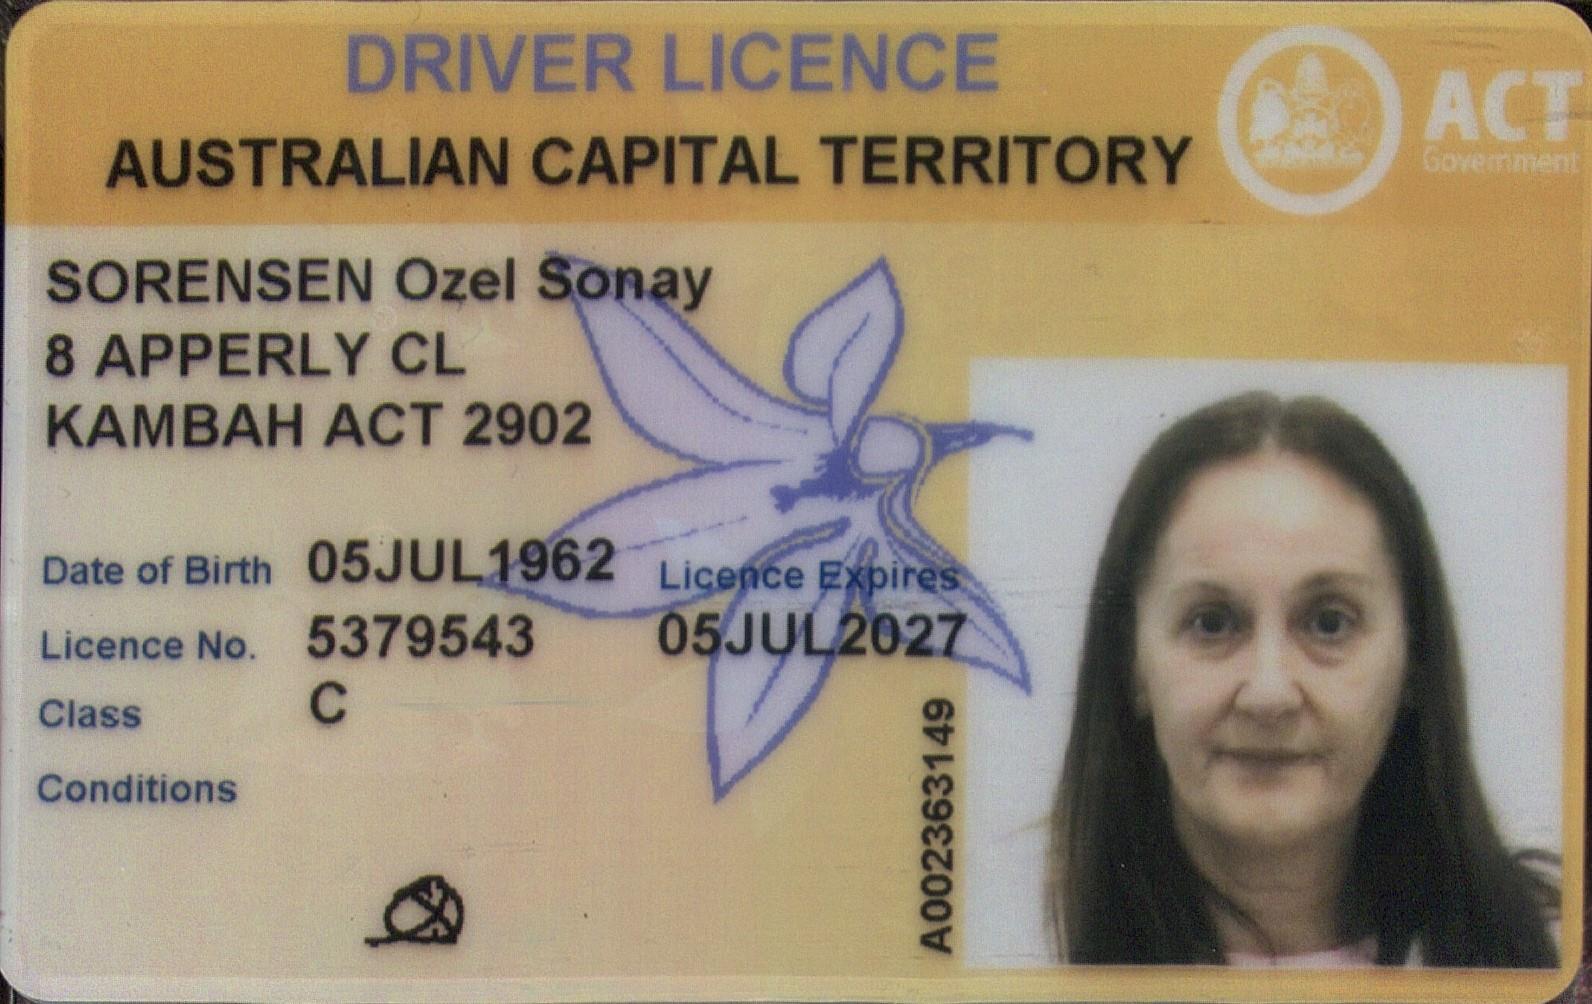 DRIVER LICENCE
AUSTRALIAN CAPITAL TERRITORY
ACT
Government
SORENSEN Ozel Sonay
8 APPERLY CL
KAMBAH ACT 2902
Date of Birth 05JUL1962
Licence Expires
Licence No. 5379543
05JUL2027
Class C
Conditions
A002363149